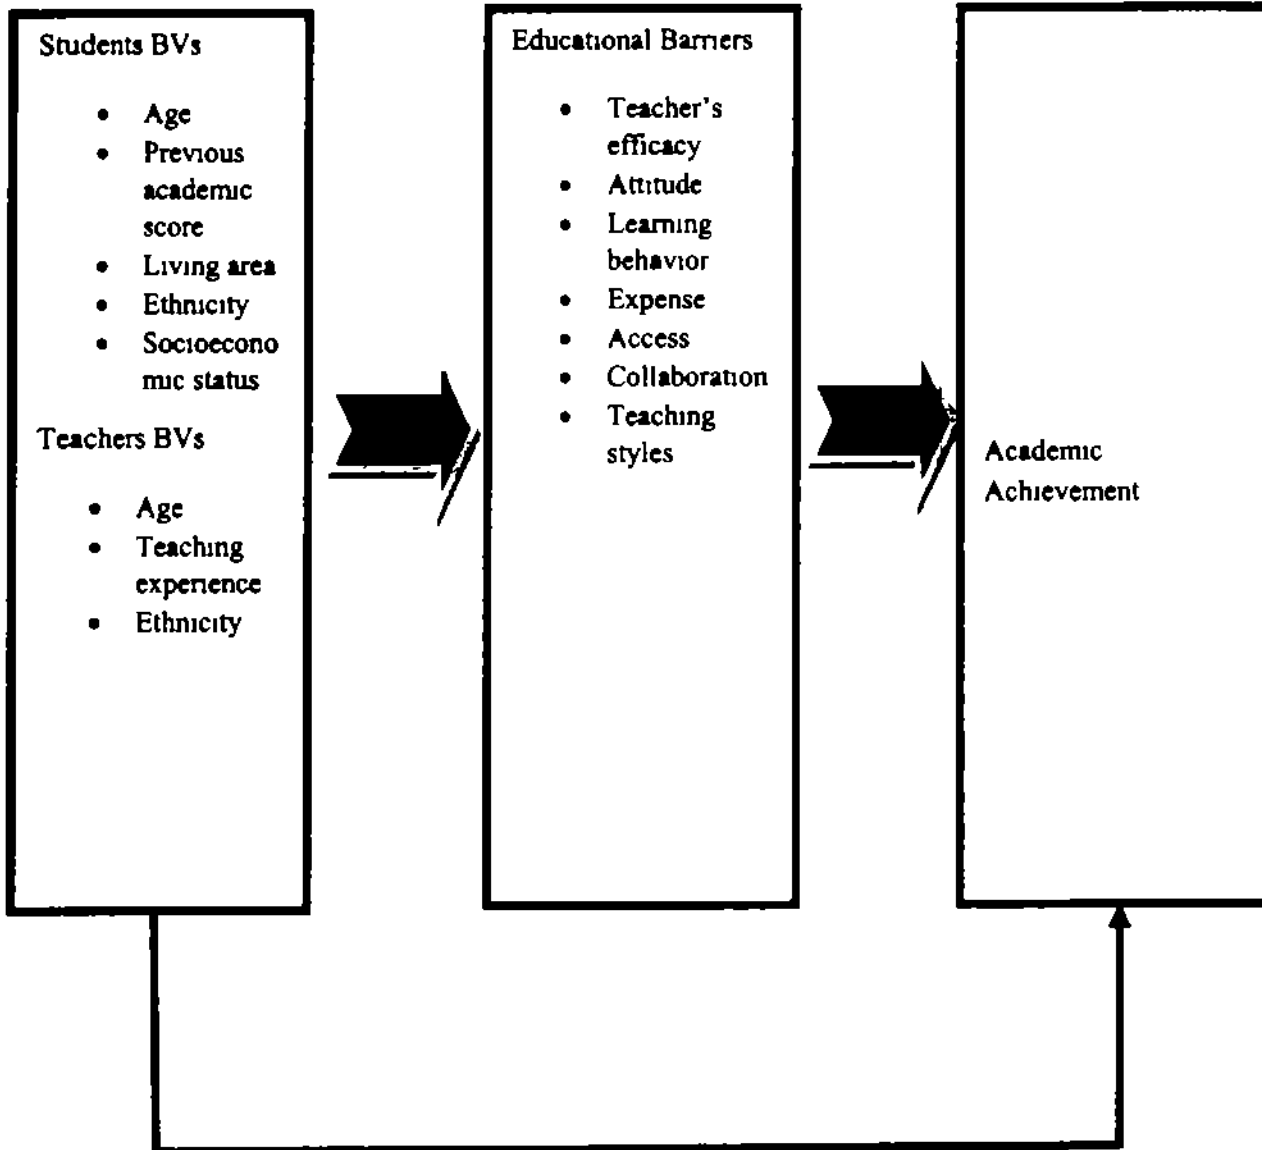 Students BVs
• Age
• Previous
academic
score
• Living area
• Ethnicity
• Socioecono
mic status
Teachers BVs
• Age
• Teaching
experience
• Ethnicity
Educational Barriers
• Teacher's
efficacy
• Attitude
• Learning
behavior
• Expense
• Access
• Collaboration
• Teaching
styles
Academic
Achievement